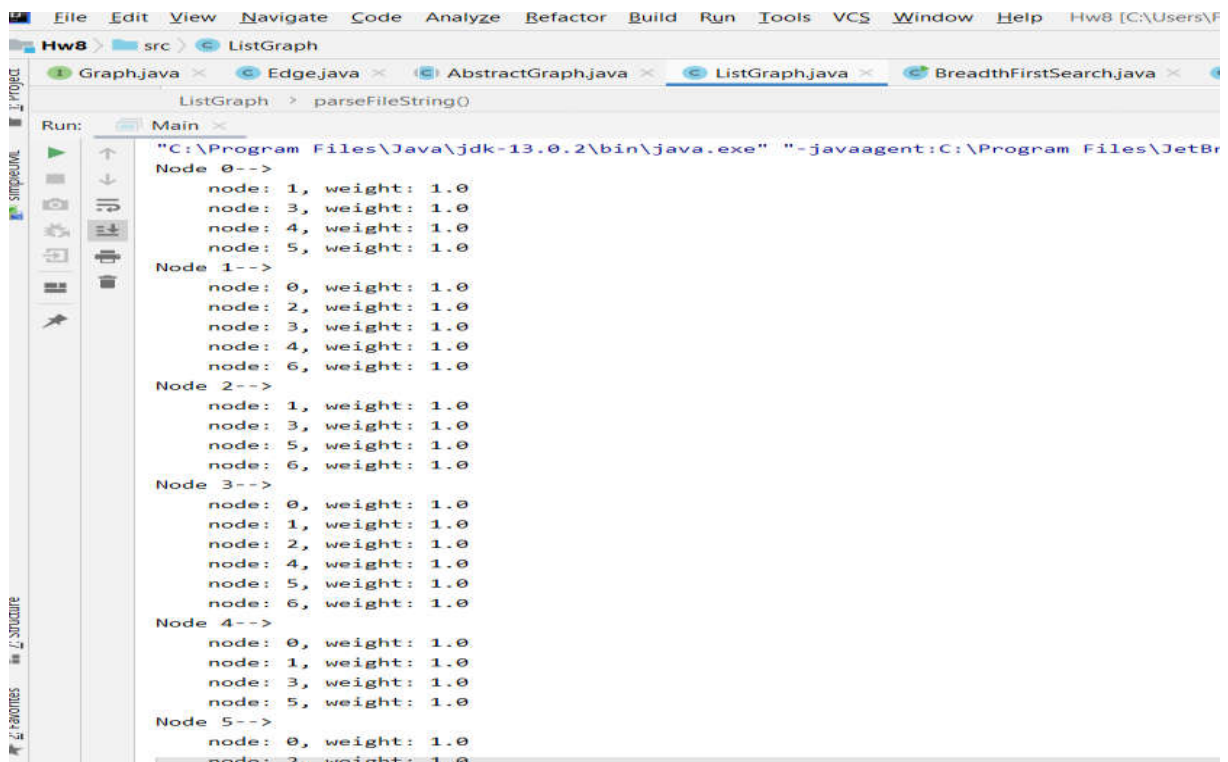 File Edit View Navigate Code Analyze Refactor Build Run Tools VCS Window Help Hw8 [C:\Users\F
Hw8 src ListGraph
Graph.java Edge.java AbstractGraph.java ListGraph.java BreadthFirstSearch.java
ListGraph > parseFileString()
Run: Main
"C:\Program Files\Java\jdk-13.0.2\bin\java.exe" "-javaagent:C:\Program Files\JetBr
Node 0-->
node: 1, weight: 1.0
node: 3, weight: 1.0
node: 4, weight: 1.0
node: 5, weight: 1.0
Node 1-->
node: 0, weight: 1.0
node: 2, weight: 1.0
node: 3, weight: 1.0
node: 4, weight: 1.0
node: 6, weight: 1.0
Node 2-->
node: 1, weight: 1.0
node: 3, weight: 1.0
node: 5, weight: 1.0
node: 6, weight: 1.0
Node 3-->
node: 0, weight: 1.0
node: 1, weight: 1.0
node: 2, weight: 1.0
node: 4, weight: 1.0
node: 5, weight: 1.0
node: 6, weight: 1.0
Node 4-->
node: 0, weight: 1.0
node: 1, weight: 1.0
node: 3, weight: 1.0
node: 5, weight: 1.0
Node 5-->
node: 0, weight: 1.0
node: 2, weight: 1.0
1: Project
simpleUML
Z: Structure
2: Favorites